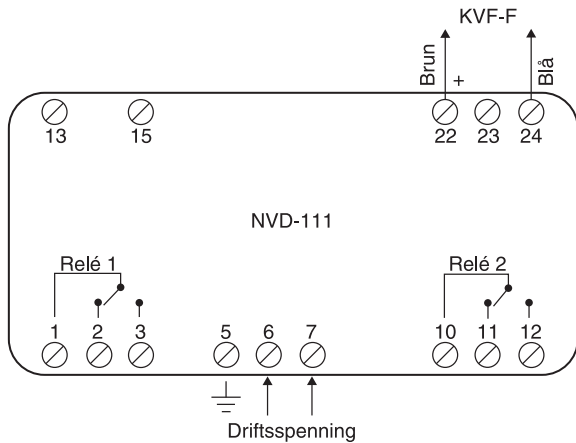 KVF-F
Brun
+
Blå
13 15 22 23 24
NVD-111
Relé 1 Relé 2
1 2 3 5 6 7 10 11 12
Driftsspenning